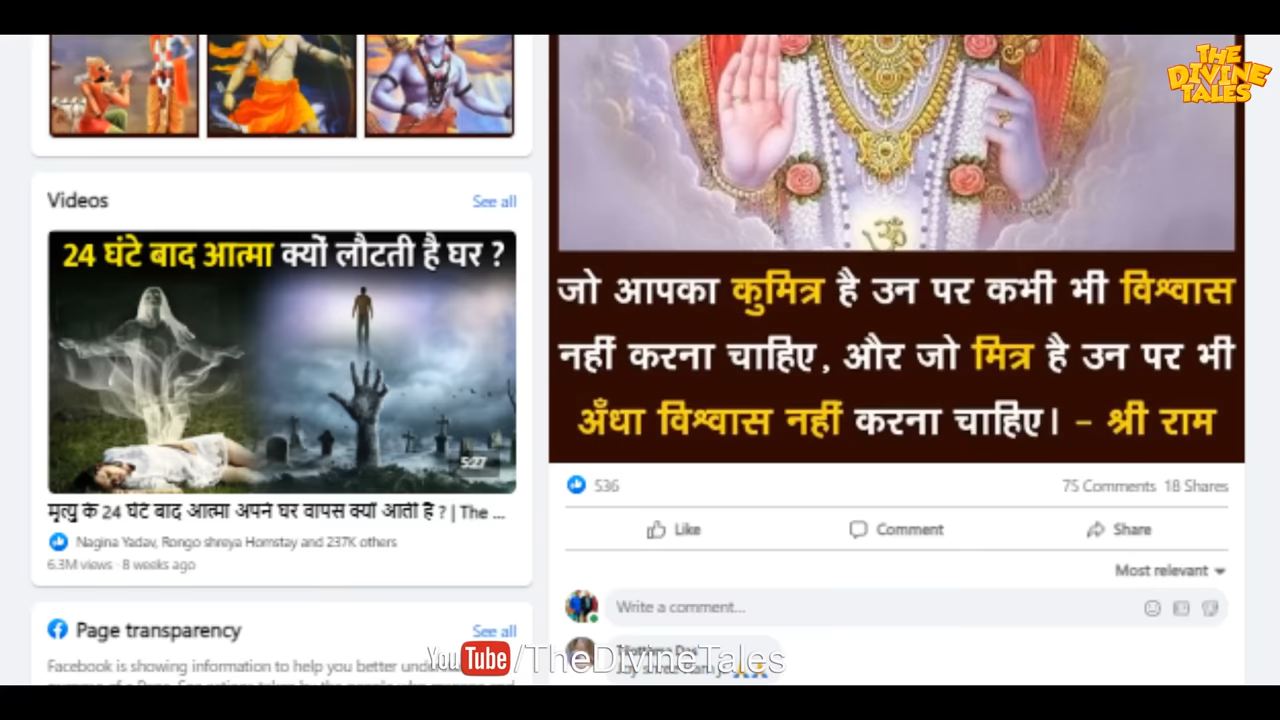 THE
DIVINE
TALES
Videos
See all
24 घंटे बाद आत्मा क्यों लौटती है घर ?
5:27
मृत्यु के 24 घंटे बाद आत्मा अपने घर वापस क्यों आती है ? | The ...
Nagina Yadav, Rongo shreya Homstay and 237K others
6.3M views · 8 weeks ago
Page transparency
See all
Facebook is showing information to help you better
जो आपका कुमित्र है उन पर कभी भी विश्वास
नहीं करना चाहिए, और जो मित्र है उन पर भी
अँधा विश्वास नहीं करना चाहिए। - श्री राम
536
75 Comments 18 Shares
Like
Comment
Share
Most relevant
Write a comment...
YouTube/TheDivineTales